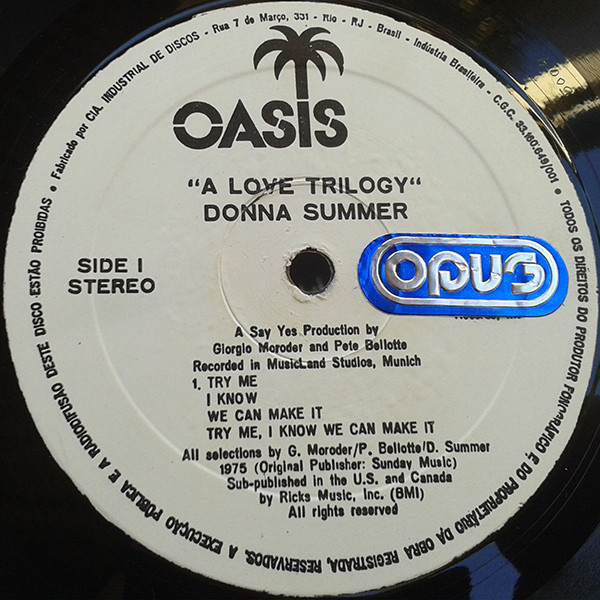 Fabricado por CIA. INDUSTRIAL DE DISCOS - Rua 7 de Março, 331 - Rio - RJ - Brasil - Indústria Brasileira - C.G.C. 33.160.649/001 • TODOS OS DIREITOS DO PRODUTOR FONOGRÁFICO E DO PROPRIETÁRIO DA OBRA REGISTRADA, RESERVADOS. A EXECUÇÃO PÚBLICA E A RADIODIFUSÃO DESTE DISCO ESTÃO PROIBIDAS •
OASIS
"A LOVE TRILOGY"
DONNA SUMMER
SIDE I
STEREO
OPUS
A Say Yes Production by
Giorgio Moroder and Pete Bellotte
Recorded in MusicLand Studios, Munich
1. TRY ME
I KNOW
WE CAN MAKE IT
TRY ME, I KNOW WE CAN MAKE IT
All selections by G. Moroder/P. Bellotte/D. Summer
1975 (Original Publisher: Sunday Music)
Sub-published in the U.S. and Canada
by Ricks Music, Inc. (BMI)
All rights reserved